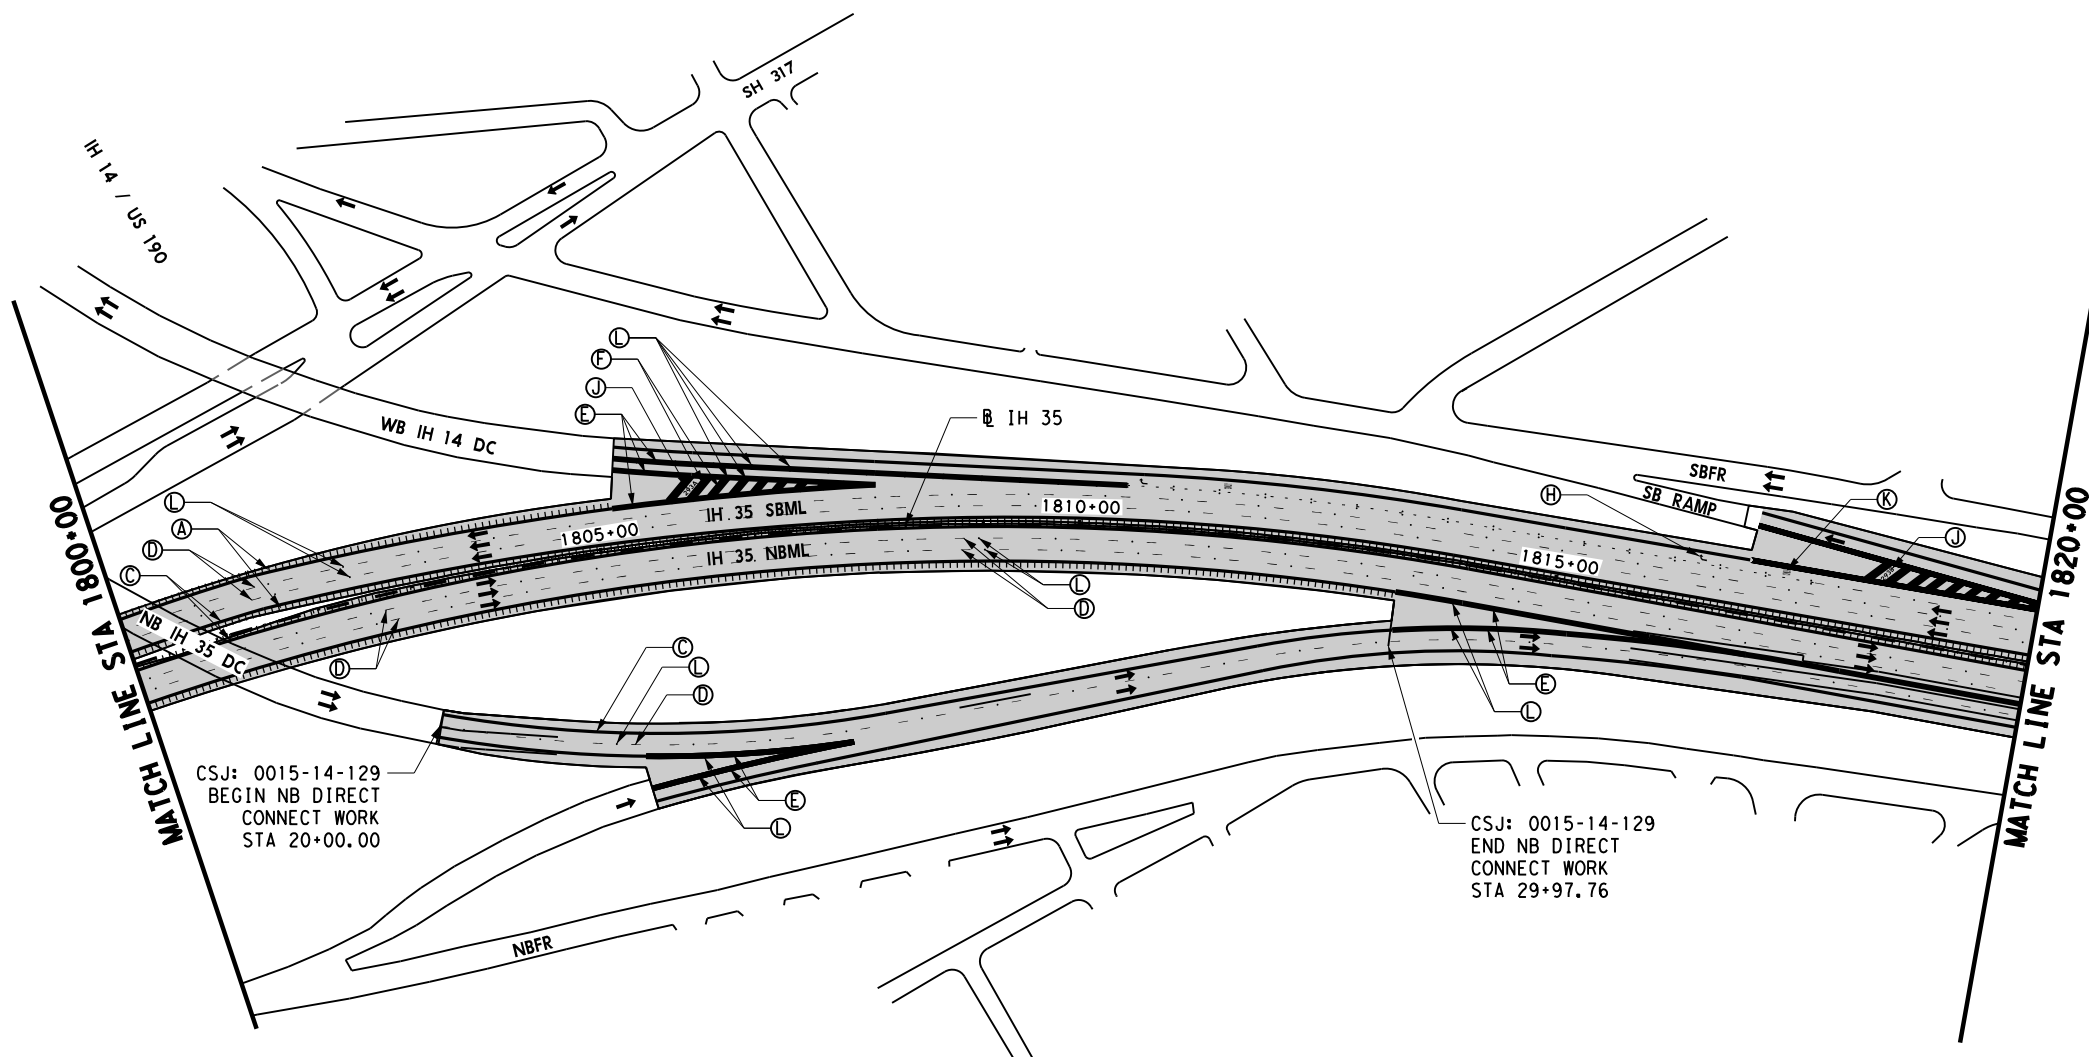 SH 317
IH 14 / US 190
L
F
J
E
WB IH 14 DC
IH 35
SBFR
SB RAMP
H
K
J
L
A
D
C
1800+00
MATCH LINE STA
1805+00
IH 35 SBML
1810+00
IH 35 NBML
1815+00
1820+00
MATCH LINE STA
NB IH 35 DC
L
D
D
C
L
D
E
L
E
L
CSJ: 0015-14-129
BEGIN NB DIRECT
CONNECT WORK
STA 20+00.00
CSJ: 0015-14-129
END NB DIRECT
CONNECT WORK
STA 29+97.76
NBFR